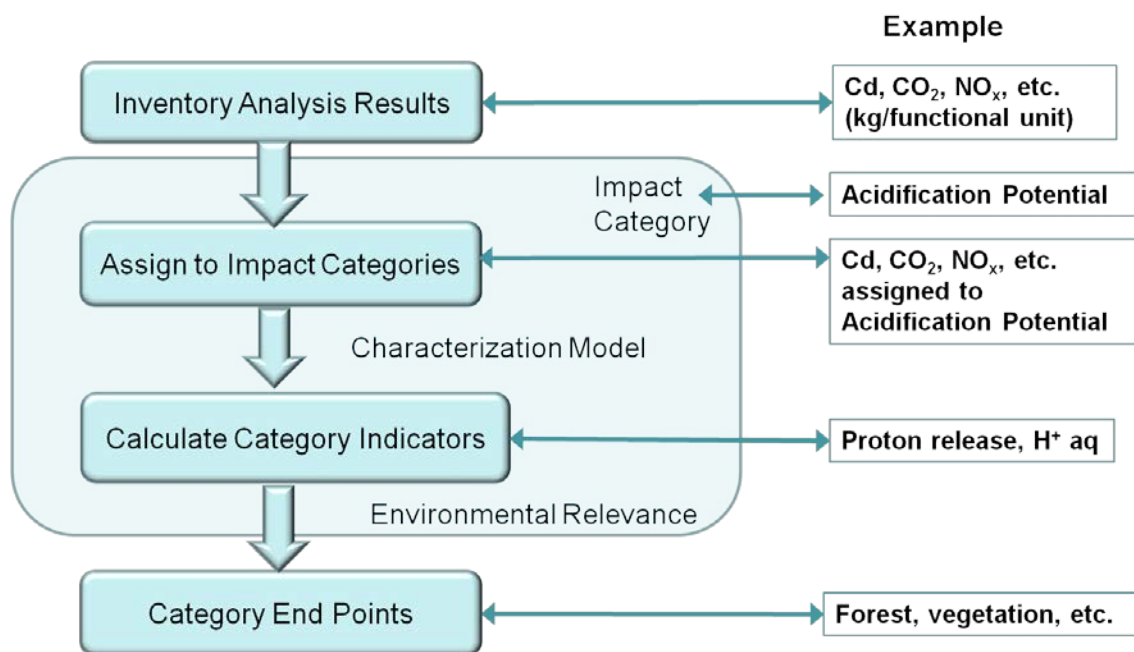 Example
Inventory Analysis Results
Cd, CO₂, NOₓ, etc.
(kg/functional unit)
Impact
Category
Acidification Potential
Assign to Impact Categories
Cd, CO₂, NOₓ, etc.
assigned to
Acidification Potential
Characterization Model
Calculate Category Indicators
Proton release, H⁺ aq
Environmental Relevance
Category End Points
Forest, vegetation, etc.